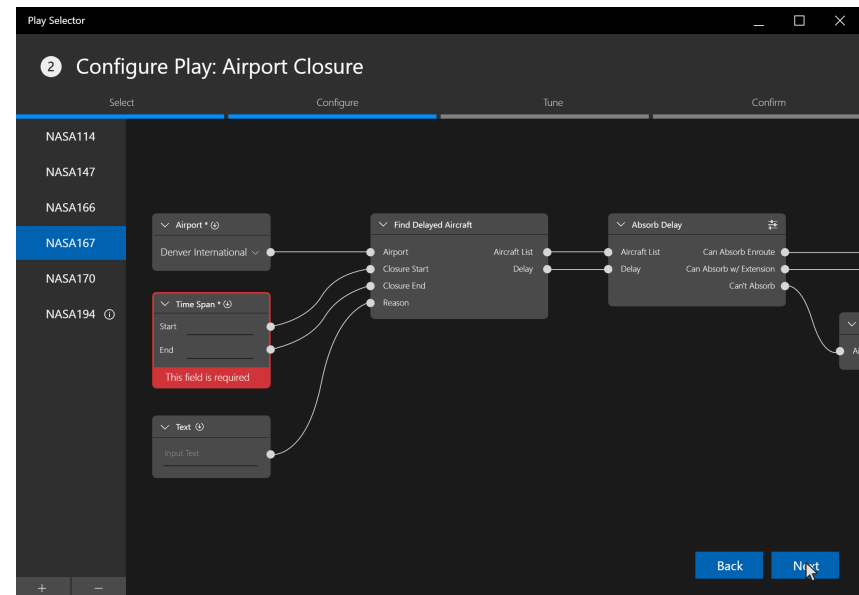 Play Selector
2 Configure Play: Airport Closure
Select Configure Tune Confirm
NASA114
NASA147
NASA166
NASA167
NASA170
NASA194
Airport *
Denver International
Time Span *
Start
End
This field is required
Text
Input Text
Find Delayed Aircraft
Airport Aircraft List
Closure Start Delay
Closure End
Reason
Absorb Delay
Aircraft List Can Absorb Enroute
Delay Can Absorb w/ Extension
Can't Absorb
Back Next